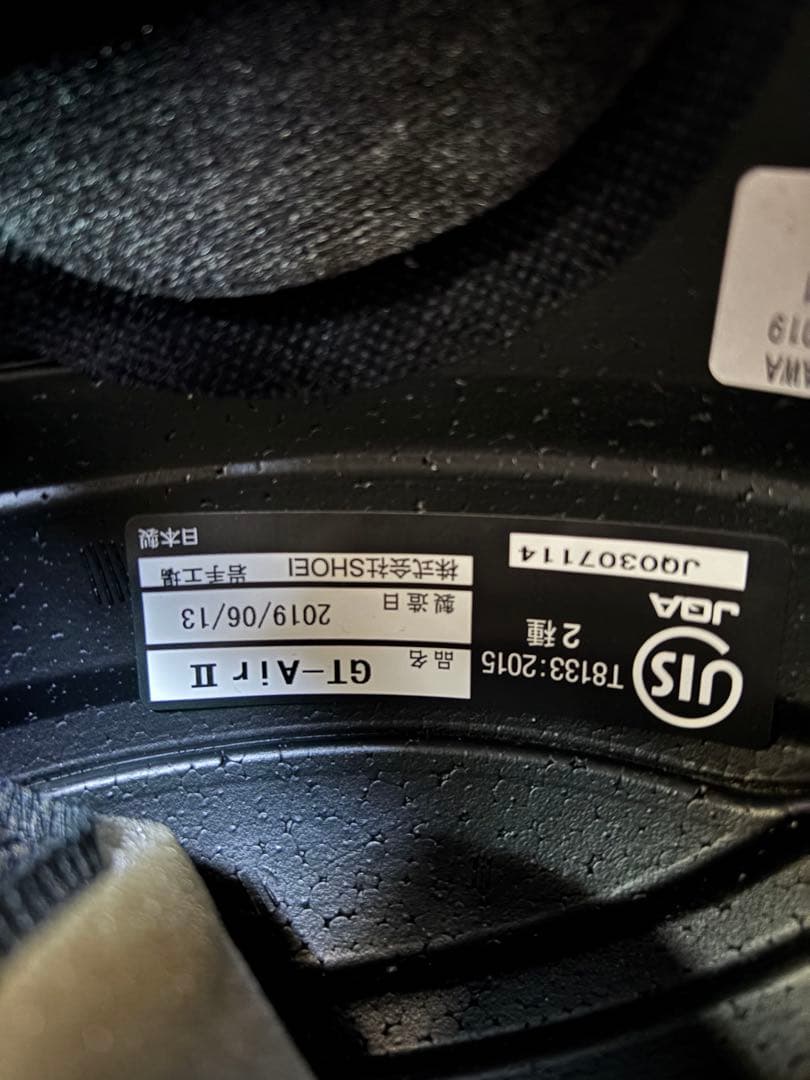 JIS
T8133:2015
2種
JQA
JQ0307114
品名 GT-Air II
製造日 2019/06/13
株式会社SHOEI 岩手工場
日本製